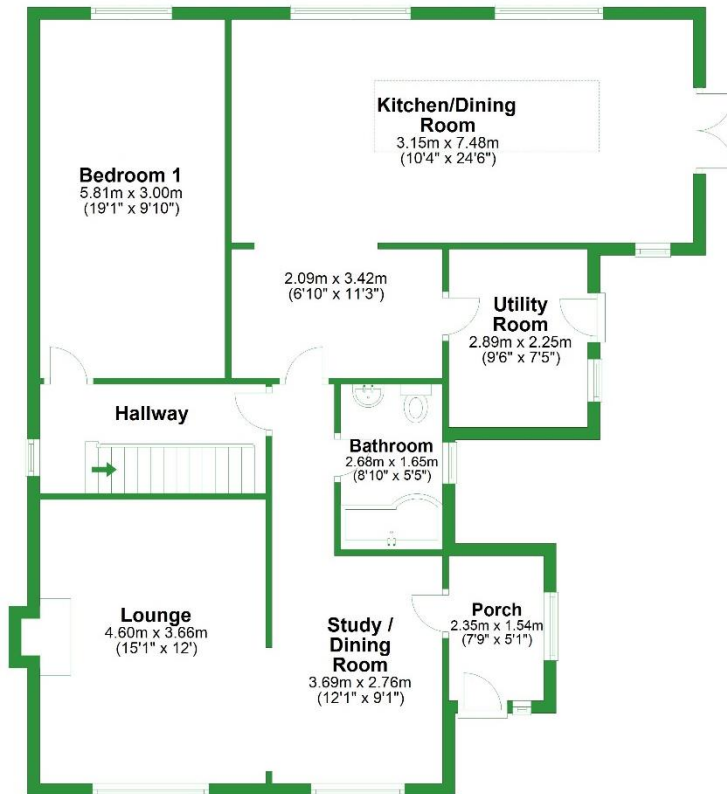 Kitchen/Dining
Room
3.15m x 7.48m
(10'4" x 24'6")
Bedroom 1
5.81m x 3.00m
(19'1" x 9'10")
2.09m x 3.42m
(6'10" x 11'3")
Utility
Room
2.89m x 2.25m
(9'6" x 7'5")
Hallway
Bathroom
2.68m x 1.65m
(8'10" x 5'5")
Lounge
4.60m x 3.66m
(15'1" x 12')
Study /
Dining
Room
3.69m x 2.76m
(12'1" x 9'1")
Porch
2.35m x 1.54m
(7'9" x 5'1")